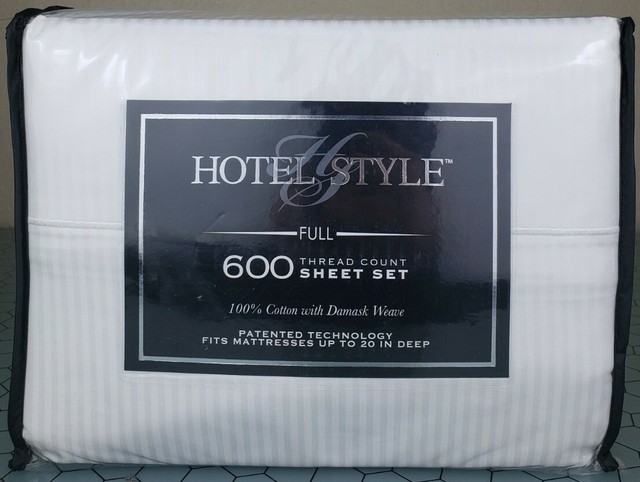 HS
HOTEL STYLE™
FULL
600 THREAD COUNT
SHEET SET
100% Cotton with Damask Weave
PATENTED TECHNOLOGY
FITS MATTRESSES UP TO 20 IN DEEP